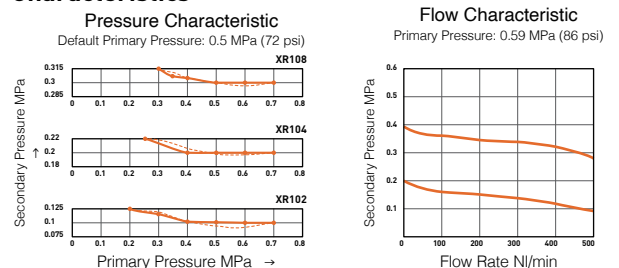 Pressure Characteristic
Default Primary Pressure: 0.5 MPa (72 psi)
XR108
0.315
0.3
0.285
0 0.1 0.2 0.3 0.4 0.5 0.6 0.7 0.8
XR104
0.22
0.2
0.18
0 0.1 0.2 0.3 0.4 0.5 0.6 0.7 0.8
XR102
0.125
0.1
0.075
0 0.1 0.2 0.3 0.4 0.5 0.6 0.7 0.8
Secondary Pressure MPa →
Primary Pressure MPa →
Flow Characteristic
Primary Pressure: 0.59 MPa (86 psi)
0.6
0.5
0.4
0.3
0.2
0.1
0 100 200 300 400 500
Secondary Pressure MPa
Flow Rate Nl/min